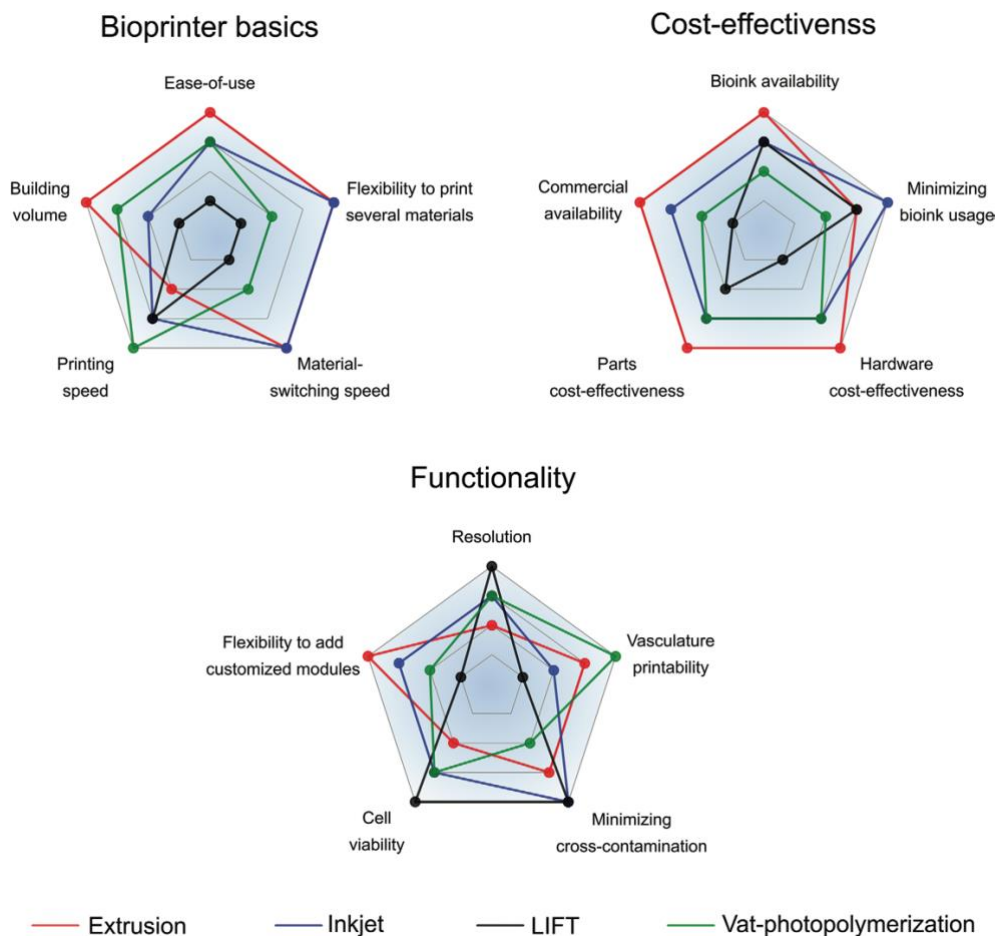 Bioprinter basics
Ease-of-use
Building
volume
Flexibility to print
several materials
Printing
speed
Material-
switching speed
Cost-effectivenss
Bioink availability
Commercial
availability
Minimizing
bioink usage
Parts
cost-effectiveness
Hardware
cost-effectiveness
Functionality
Resolution
Flexibility to add
customized modules
Vasculature
printability
Cell
viability
Minimizing
cross-contamination
Extrusion
Inkjet
LIFT
Vat-photopolymerization